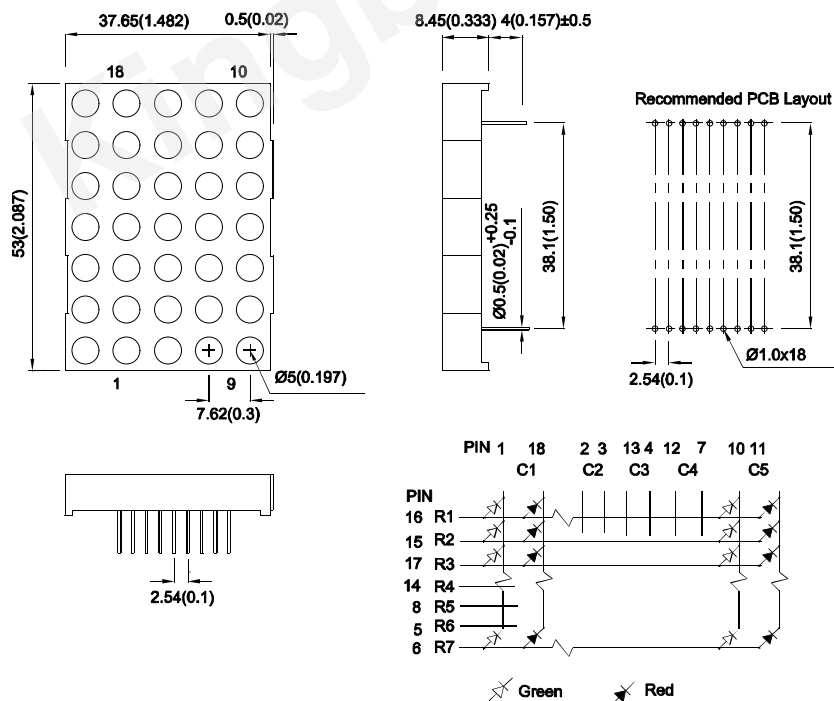 37.65(1.482) 0.5(0.02)
8.45(0.333) 4(0.157)±0.5
18 10
Recommended PCB Layout
53(2.087)
Ø0.5(0.02)+0.25 -0.1
38.1(1.50)
38.1(1.50)
1 9
Ø5(0.197)
7.62(0.3)
Ø1.0x18
2.54(0.1)
2.54(0.1)
PIN 1 18 2 3 13 4 12 7 10 11
C1 C2 C3 C4 C5
PIN
16 R1
15 R2
17 R3
14 R4
8 R5
5 R6
6 R7
Green Red